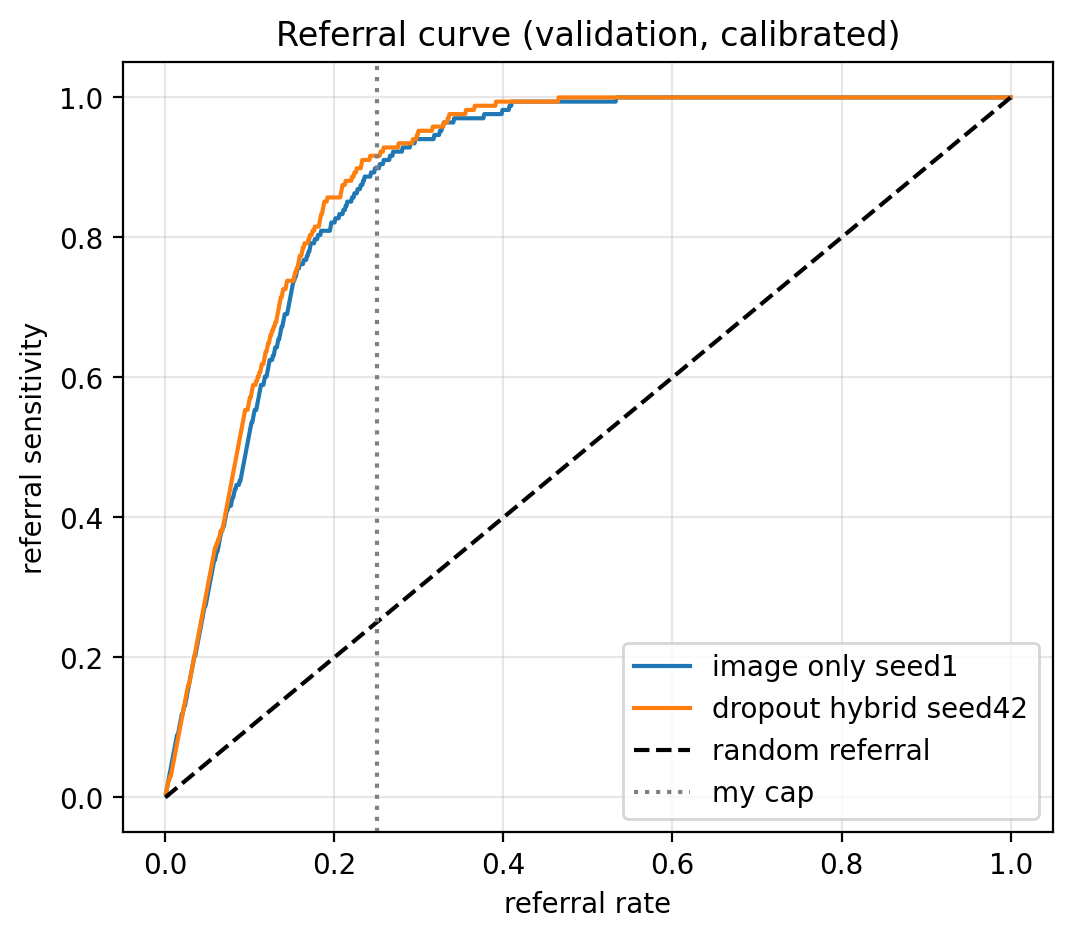 Referral curve (validation, calibrated)
1.0
0.8
0.6
0.4
0.2
0.0
referral sensitivity
image only seed1
dropout hybrid seed42
random referral
my cap
0.0 0.2 0.4 0.6 0.8 1.0
referral rate